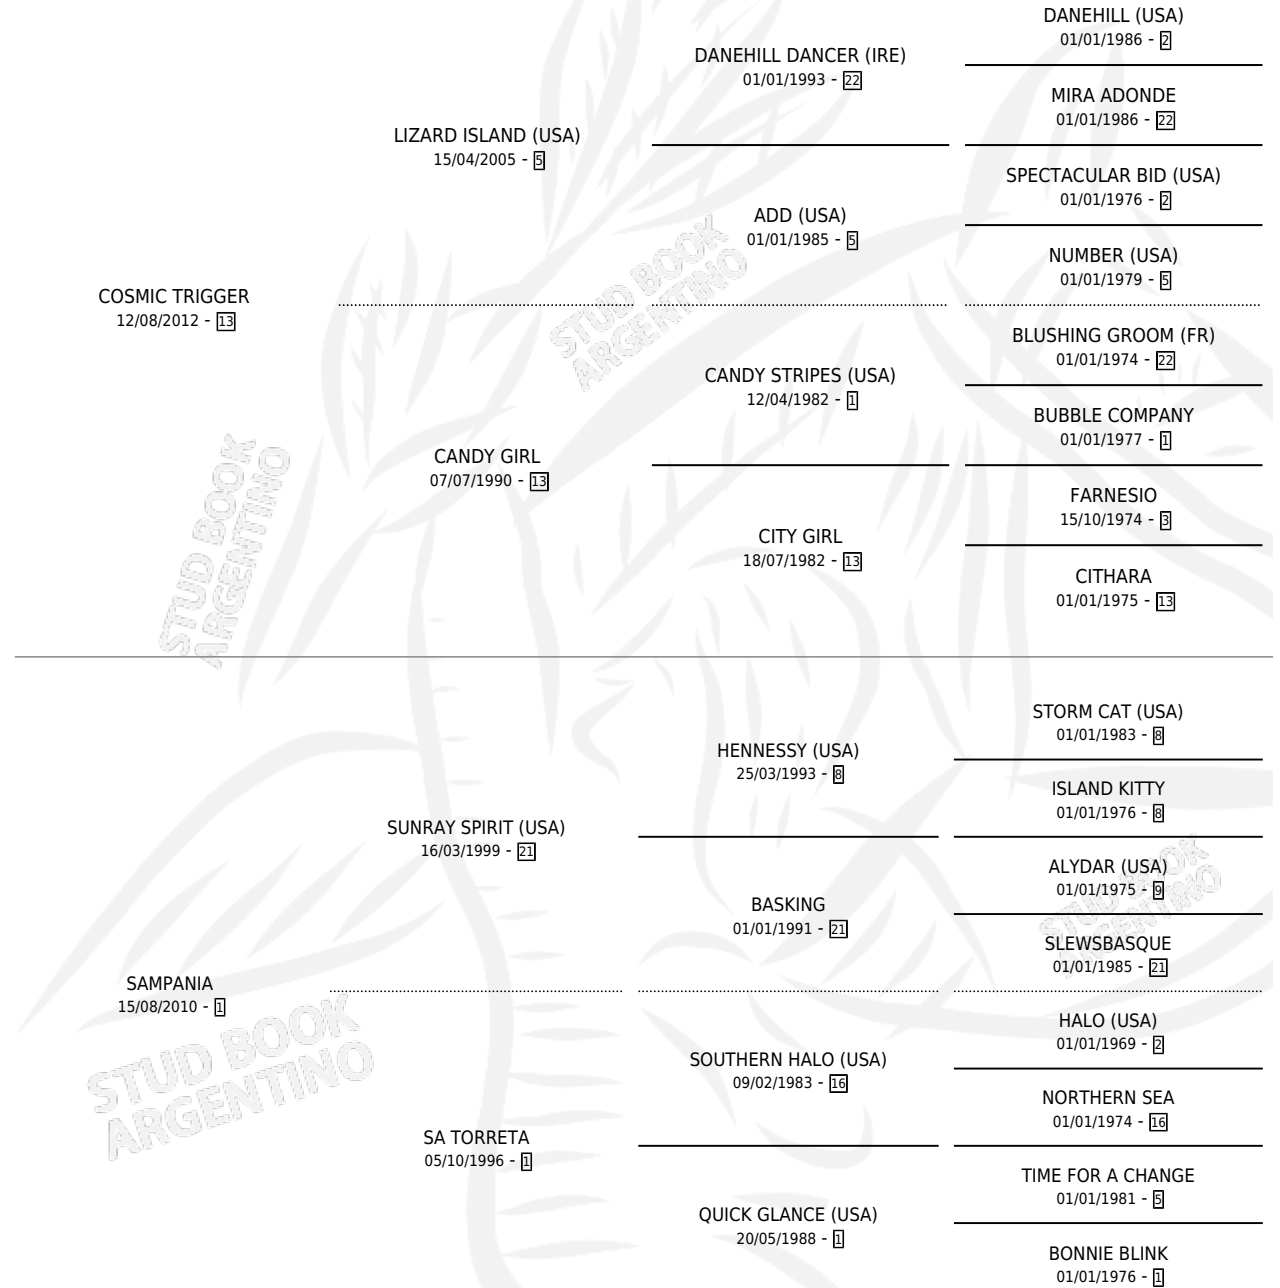 DANEHILL (USA)
01/01/1986 - 2
DANEHILL DANCER (IRE)
01/01/1993 - 22
MIRA ADONDE
01/01/1986 - 22
LIZARD ISLAND (USA)
15/04/2005 - 5
SPECTACULAR BID (USA)
01/01/1976 - 2
ADD (USA)
01/01/1985 - 5
NUMBER (USA)
01/01/1979 - 5
COSMIC TRIGGER
12/08/2012 - 13
BLUSHING GROOM (FR)
01/01/1974 - 22
CANDY STRIPES (USA)
12/04/1982 - 1
BUBBLE COMPANY
01/01/1977 - 1
CANDY GIRL
07/07/1990 - 13
FARNESIO
15/10/1974 - 3
CITY GIRL
18/07/1982 - 13
CITHARA
01/01/1975 - 13
STORM CAT (USA)
01/01/1983 - 8
HENNESSY (USA)
25/03/1993 - 8
ISLAND KITTY
01/01/1976 - 8
SUNRAY SPIRIT (USA)
16/03/1999 - 21
ALYDAR (USA)
01/01/1975 - 9
BASKING
01/01/1991 - 21
SLEWSBASQUE
01/01/1985 - 21
SAMPANIA
15/08/2010 - 1
HALO (USA)
01/01/1969 - 2
SOUTHERN HALO (USA)
09/02/1983 - 16
NORTHERN SEA
01/01/1974 - 16
SA TORRETA
05/10/1996 - 1
TIME FOR A CHANGE
01/01/1981 - 5
QUICK GLANCE (USA)
20/05/1988 - 1
BONNIE BLINK
01/01/1976 - 1
STUD BOOK
ARGENTINO
STUD BOOK
ARGENTINO
STUD BOOK
ARGENTINO
STUD BOOK
ARGENTINO